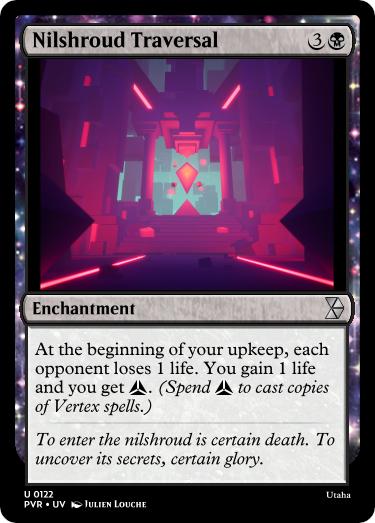 Nilshroud Traversal 3
Enchantment
At the beginning of your upkeep, each
opponent loses 1 life. You gain 1 life
and you get . (Spend to cast copies
of Vertex spells.)
To enter the nilshroud is certain death. To
uncover its secrets, certain glory.
U 0122
PVR • UV Julien Louche
Utaha